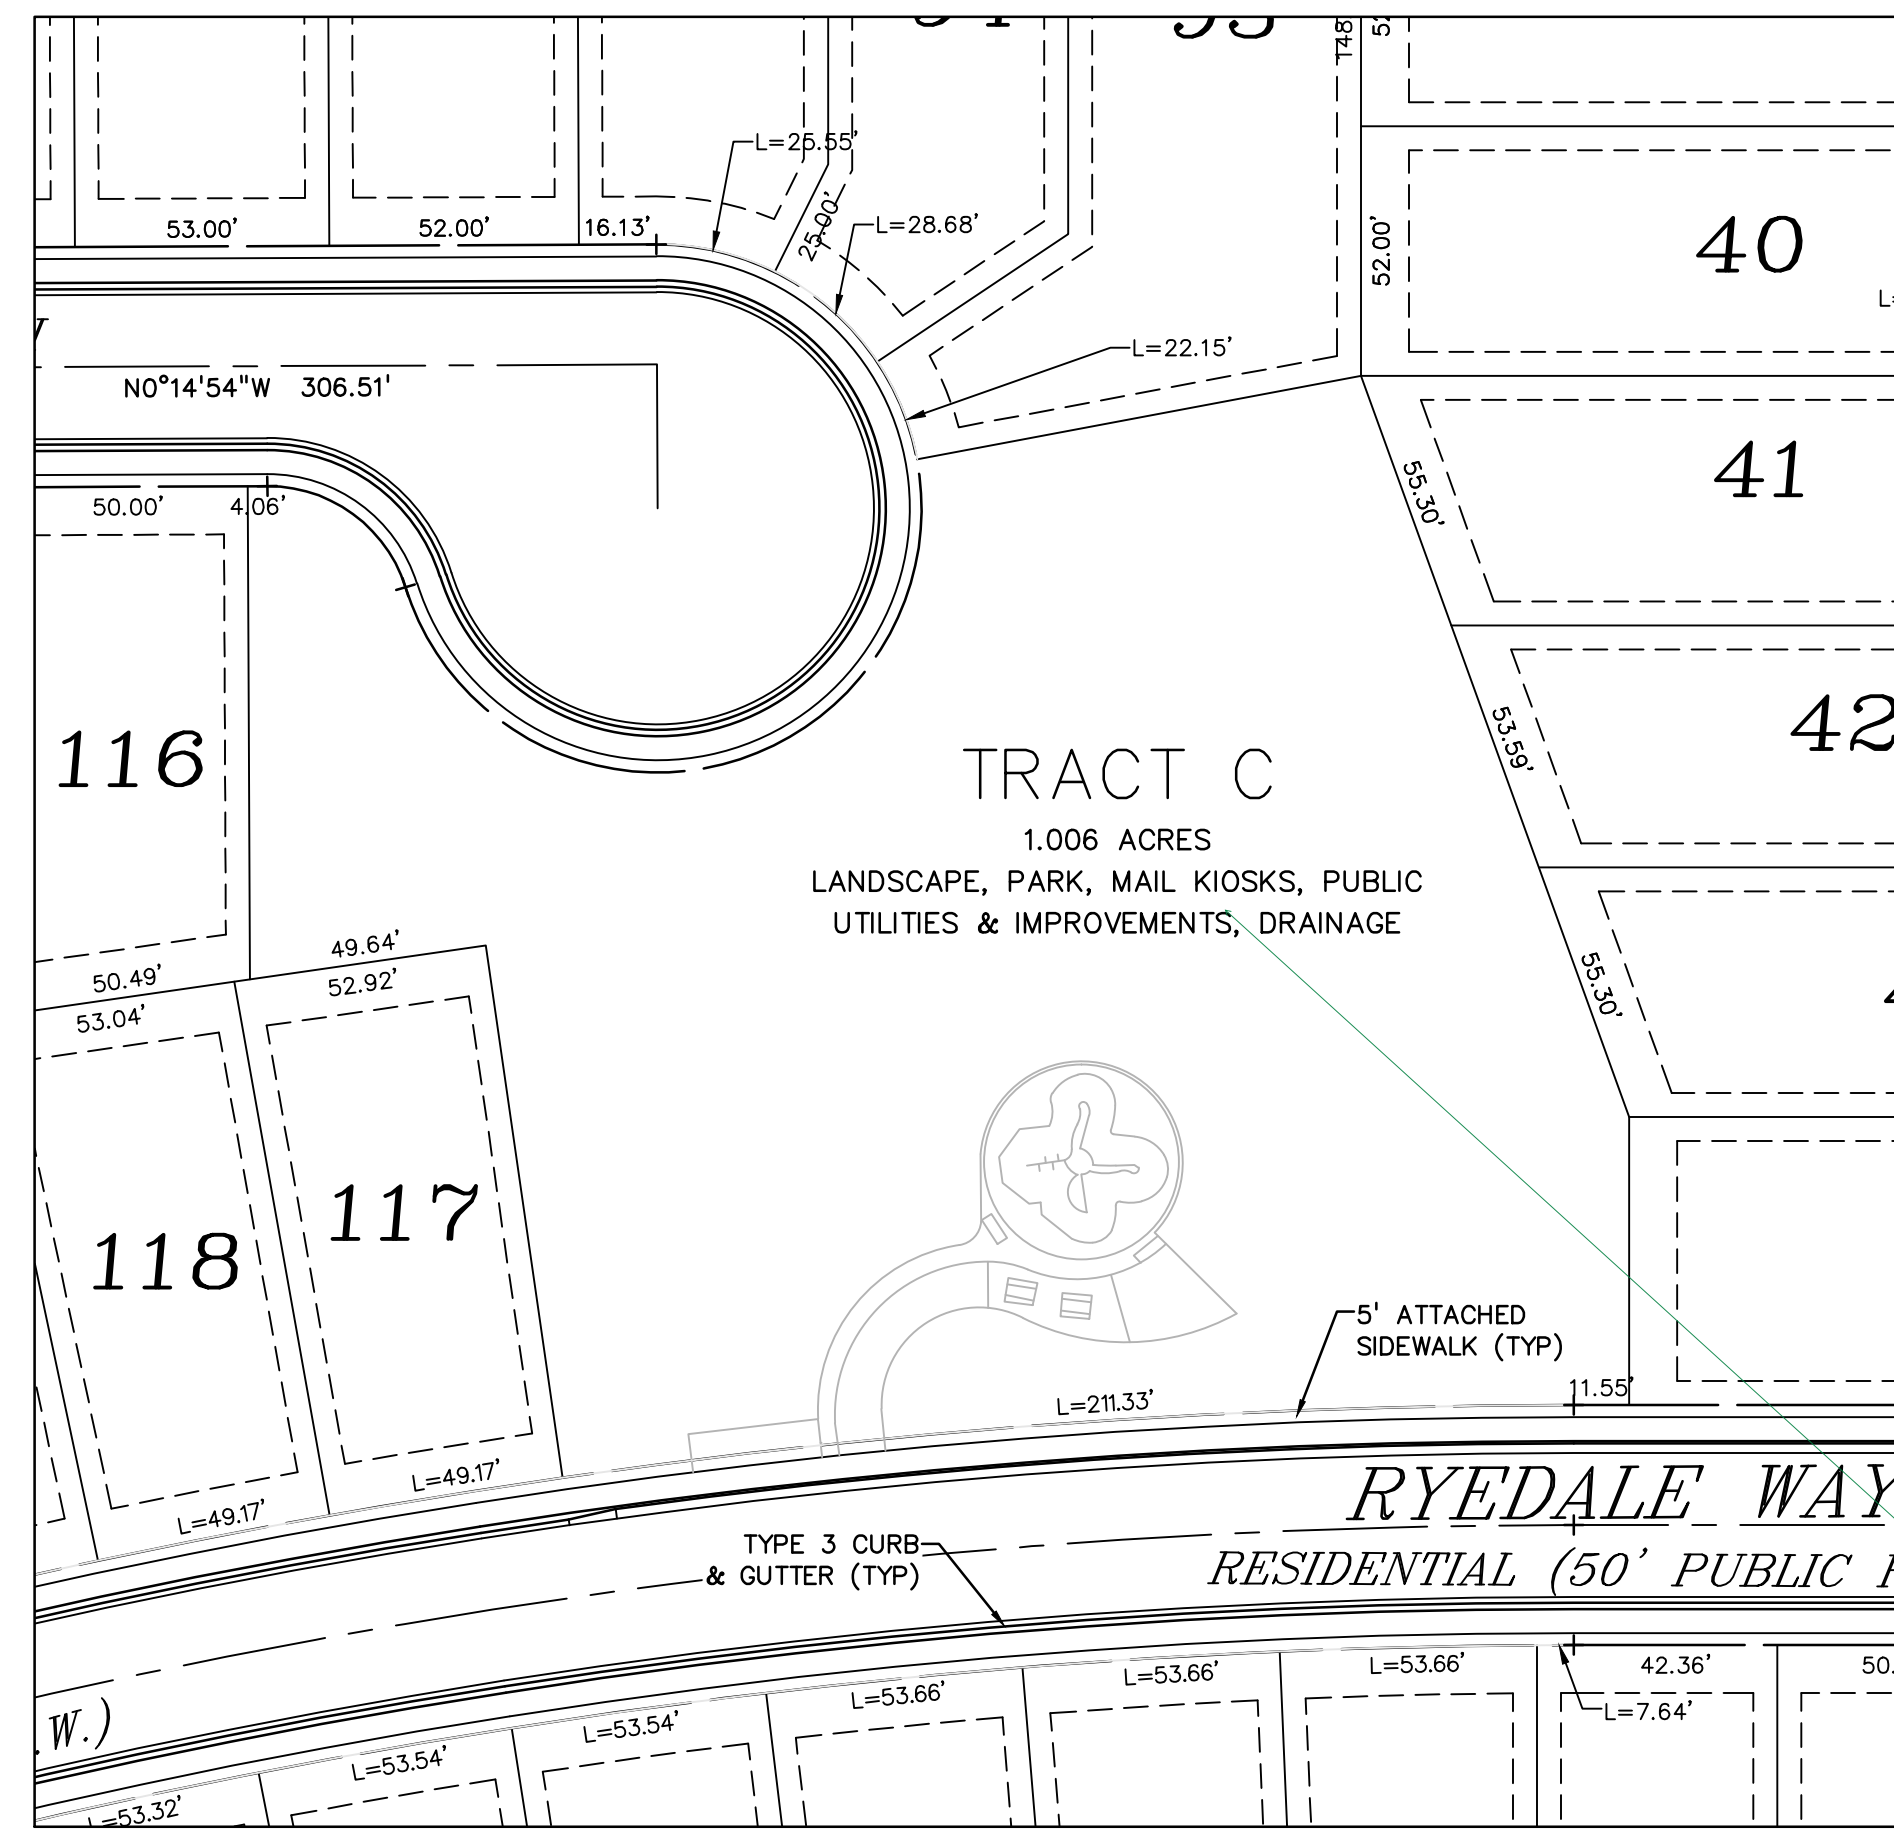 148
L=25.55'
53.00'
52.00'
16.13'
25.00'
L=28.68'
52.00'
40
L=22.15'
N0°14'54"W 306.51'
41
55.30'
50.00'
4.06'
42
53.59'
116
TRACT C
1.006 ACRES
LANDSCAPE, PARK, MAIL KIOSKS, PUBLIC
UTILITIES & IMPROVEMENTS, DRAINAGE
49.64'
50.49'
52.92'
53.04'
55.30'
117
118
5' ATTACHED
SIDEWALK (TYP)
L=211.33'
11.55'
L=49.17'
L=49.17'
RYEDALE WAY
TYPE 3 CURB
& GUTTER (TYP)
RESIDENTIAL (50' PUBLIC
L=53.66'
L=53.66'
L=53.66'
42.36'
50.
L=7.64'
.W.)
L=53.54'
L=53.54'
L=53.32'